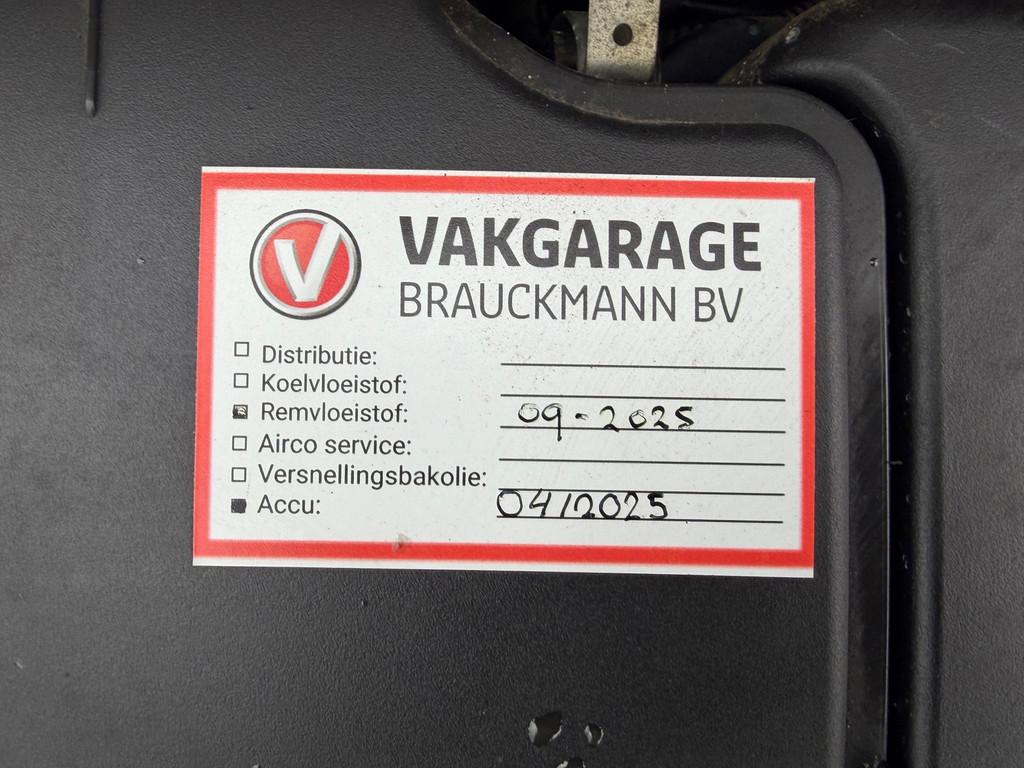 V
VAKGARAGE
BRAUCKMANN BV
Distributie:
Koelvloeistof:
Remvloeistof: 09-2025
Airco service:
Versnellingsbakolie:
Accu: 04/2025